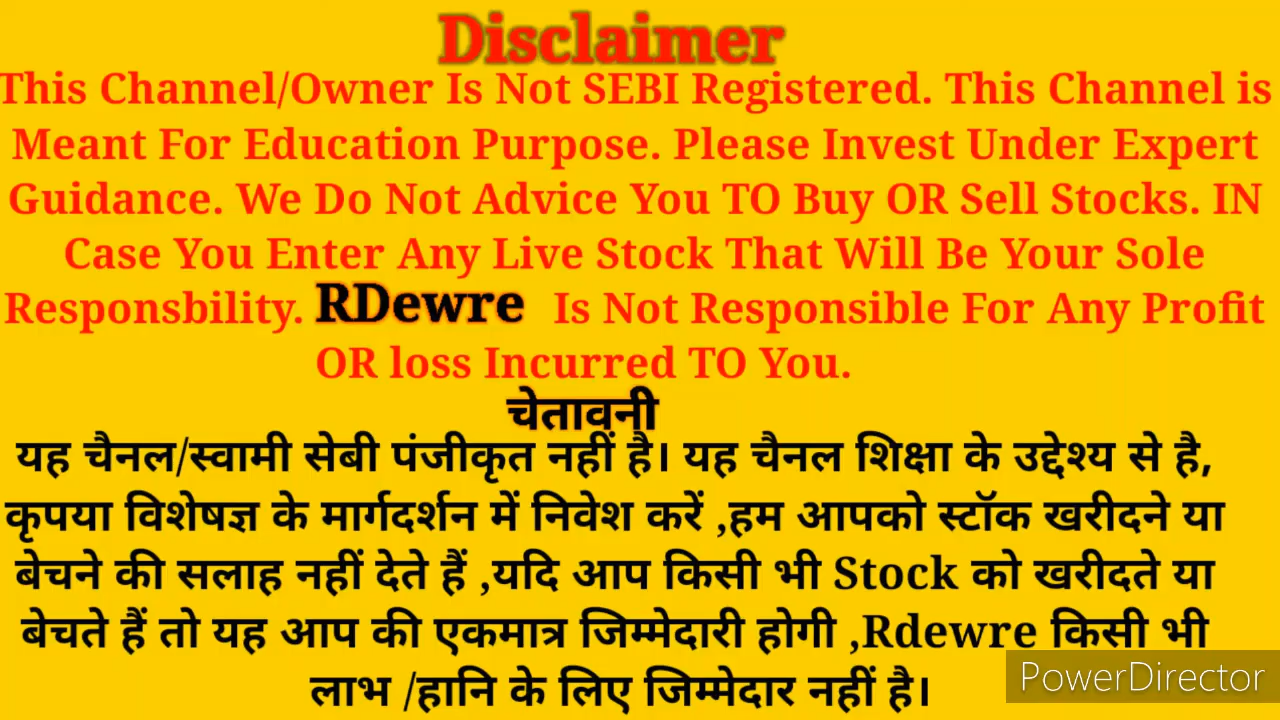 Disclaimer
This Channel/Owner Is Not SEBI Registered. This Channel is
Meant For Education Purpose. Please Invest Under Expert
Guidance. We Do Not Advice You TO Buy OR Sell Stocks. IN
Case You Enter Any Live Stock That Will Be Your Sole
Responsbility. RDewre Is Not Responsible For Any Profit
OR loss Incurred TO You.
चेतावनी
यह चैनल/स्वामी सेबी पंजीकृत नहीं है। यह चैनल शिक्षा के उद्देश्य से है,
कृपया विशेषज्ञ के मार्गदर्शन में निवेश करें ,हम आपको स्टॉक खरीदने या
बेचने की सलाह नहीं देते हैं ,यदि आप किसी भी Stock को खरीदते या
बेचते हैं तो यह आप की एकमात्र जिम्मेदारी होगी ,Rdewre किसी भी
लाभ /हानि के लिए जिम्मेदार नहीं है।
PowerDirector